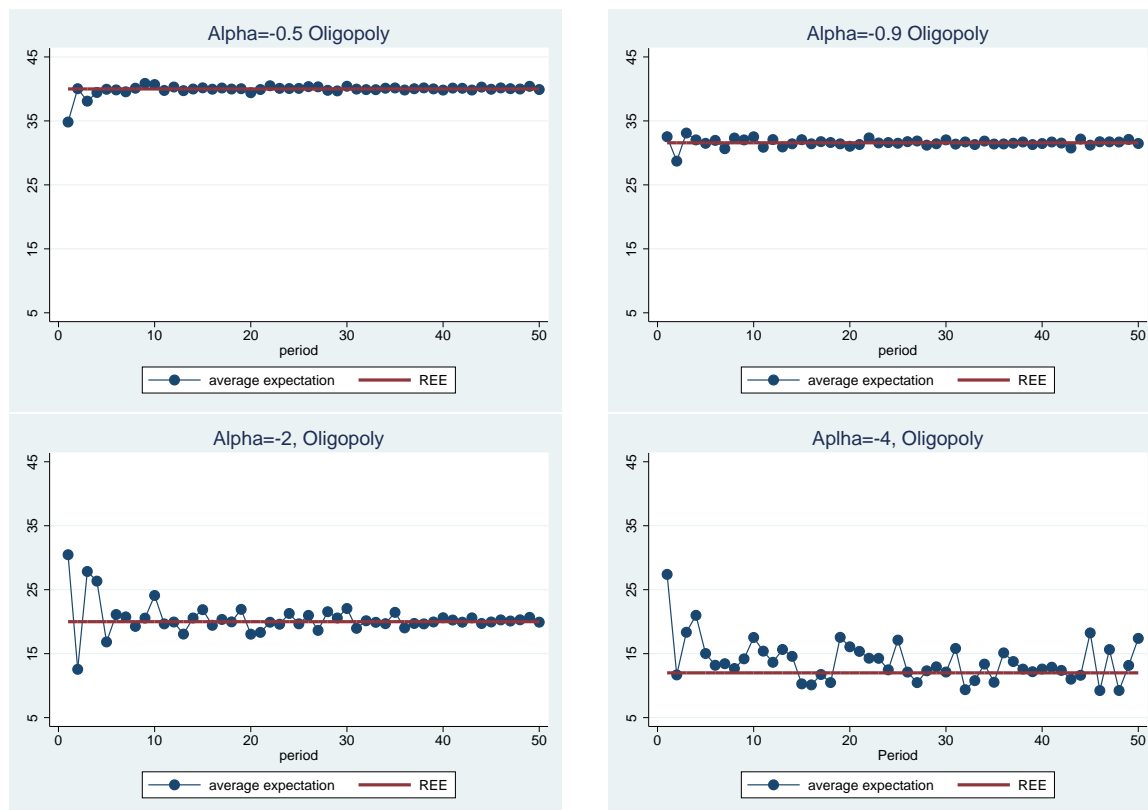 Alpha=-0.5 Oligopoly
45
35
25
15
5
0 10 20 30 40 50
period
average expectation REE
Alpha=-0.9 Oligopoly
45
35
25
15
5
0 10 20 30 40 50
period
average expectation REE
Alpha=-2, Oligopoly
45
35
25
15
5
0 10 20 30 40 50
period
average expectation REE
Aplha=-4, Oligopoly
45
35
25
15
5
0 10 20 30 40 50
Period
average expectation REE